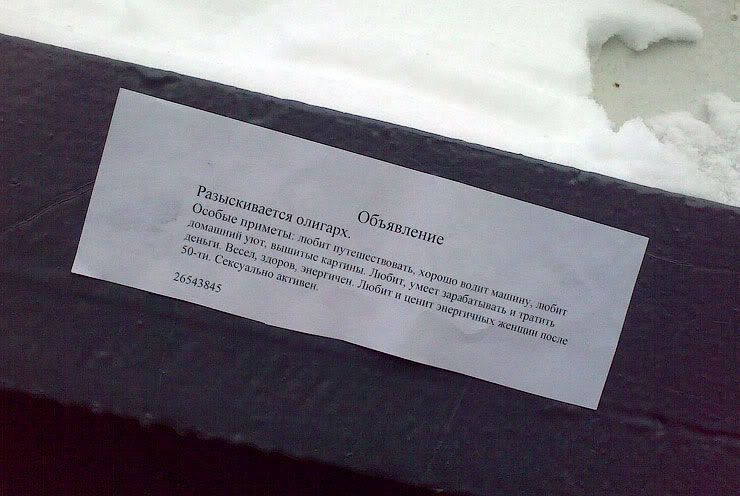 Объявление
Разыскивается олигарх.
Особые приметы: любит путешествовать, хорошо водит машину, любит
домашний уют, вышитые картины. Любит, умеет зарабатывать и тратить
деньги. Весел, здоров, энергичен. Любит и ценит энергичных женщин после
50-ти. Сексуально активен.
26543845